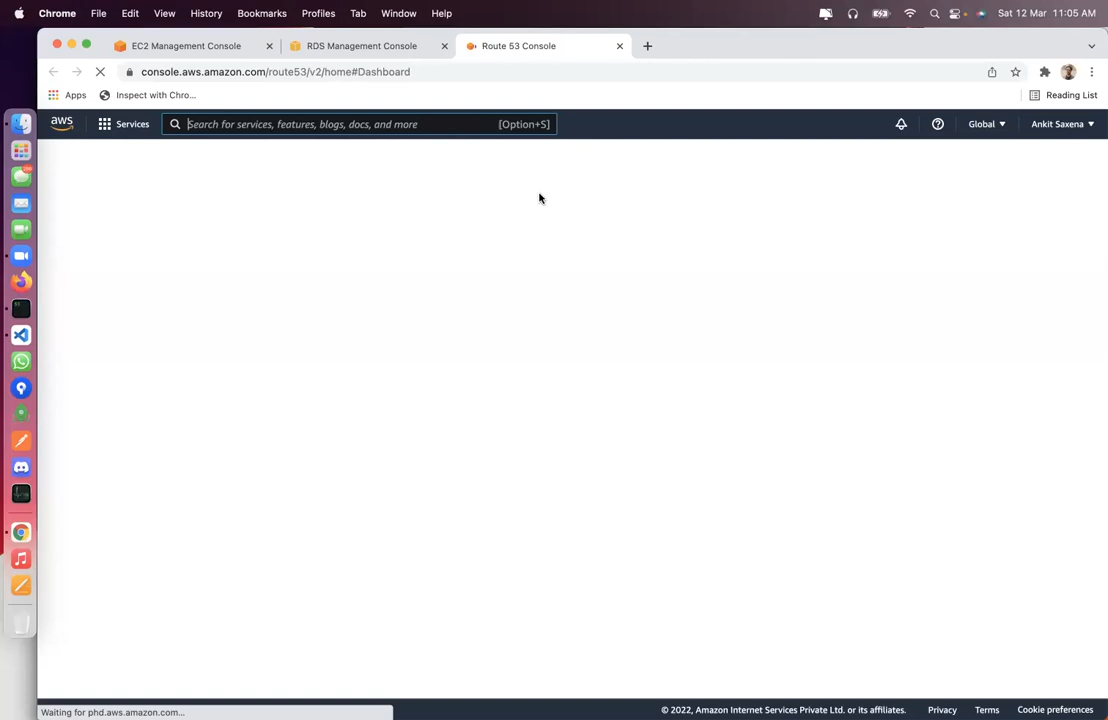 Chrome File Edit View History Bookmarks Profiles Tab Window Help Sat 12 Mar 11:05 AM
EC2 Management Console RDS Management Console Route 53 Console
console.aws.amazon.com/route53/v2/home#Dashboard
Apps Inspect with Chro... Reading List
aws Services Search for services, features, blogs, docs, and more [Option+S] Global Ankit Saxena
Waiting for phd.aws.amazon.com...
© 2022, Amazon Internet Services Private Ltd. or its affiliates. Privacy Terms Cookie preferences